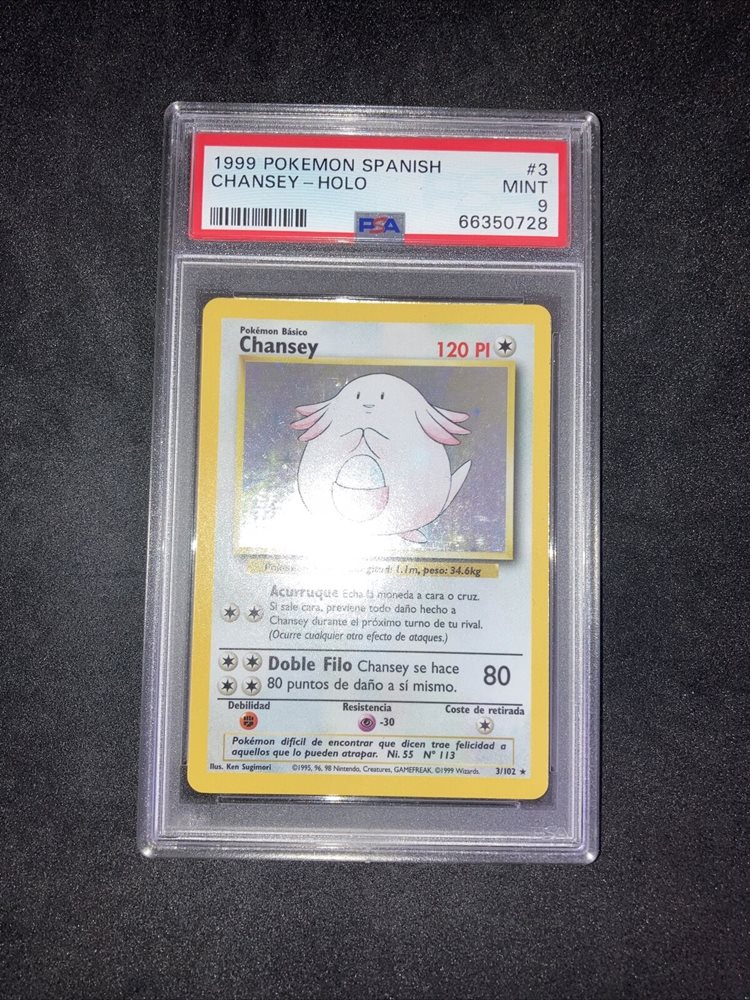 1999 POKEMON SPANISH #3
CHANSEY – HOLO MINT
9
PSA 66350728
Pokémon Básico
Chansey 120 PI
1.1m, peso: 34.6kg
Acurruque Echa la moneda a cara o cruz.
Si sale cara, previene todo daño hecho a
Chansey durante el próximo turno de tu rival.
(Ocurre cualquier otro efecto de ataques.)
Doble Filo Chansey se hace 80
80 puntos de daño a sí mismo.
Debilidad Resistencia Coste de retirada
-30
Pokémon difícil de encontrar que dicen trae felicidad a
aquellos que lo pueden atrapar. Ni. 55 Nº 113
Ilus. Ken Sugimori ©1995, 96, 98 Nintendo, Creatures, GAMEFREAK. ©1999 Wizards. 3/102 ★